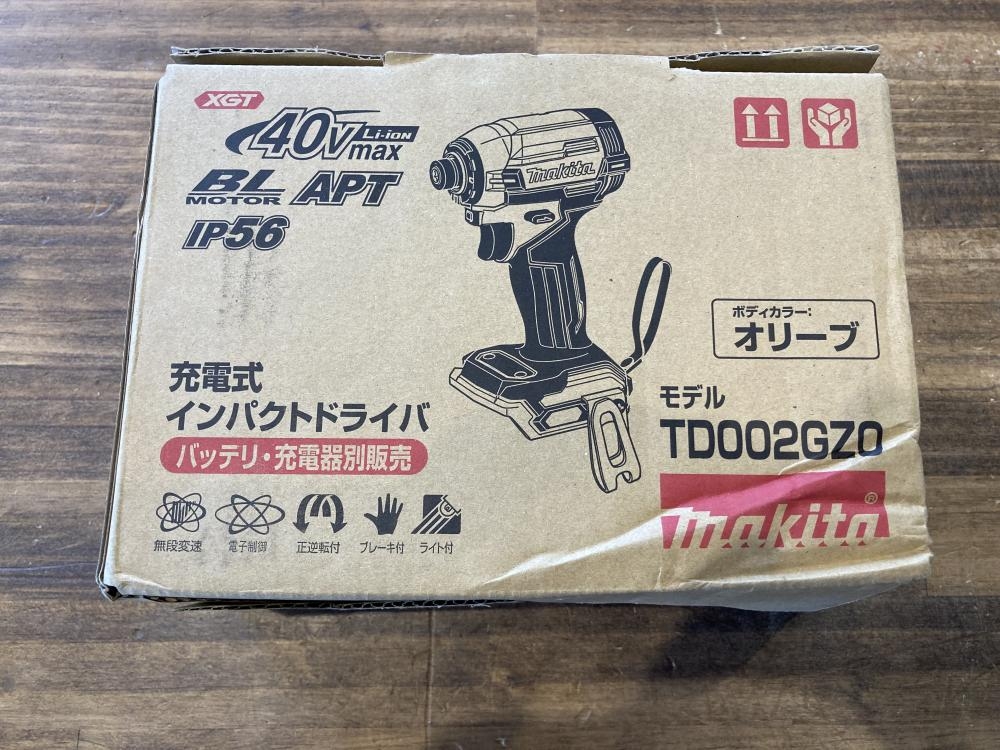 XGT
40Vmax Li-ion
BL MOTOR APT
IP56
makita
ボディカラー:
オリーブ
充電式
インパクトドライバ
バッテリ・充電器別販売
モデル
TD002GZO
makita®
無段変速 電子制御 正逆転付 ブレーキ付 ライト付